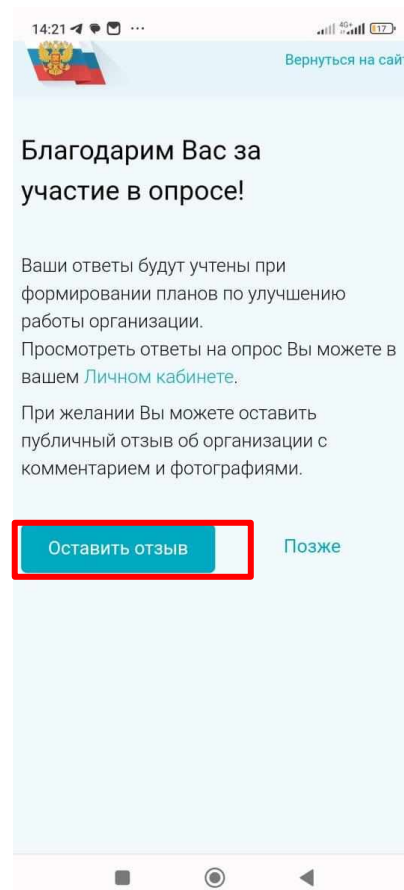 14:21 ...
4G+ 17
Вернуться на сай
Благодарим Вас за
участие в опросе!
Ваши ответы будут учтены при
формировании планов по улучшению
работы организации.
Просмотреть ответы на опрос Вы можете в
вашем Личном кабинете.
При желании Вы можете оставить
публичный отзыв об организации с
комментарием и фотографиями.
Оставить отзыв Позже